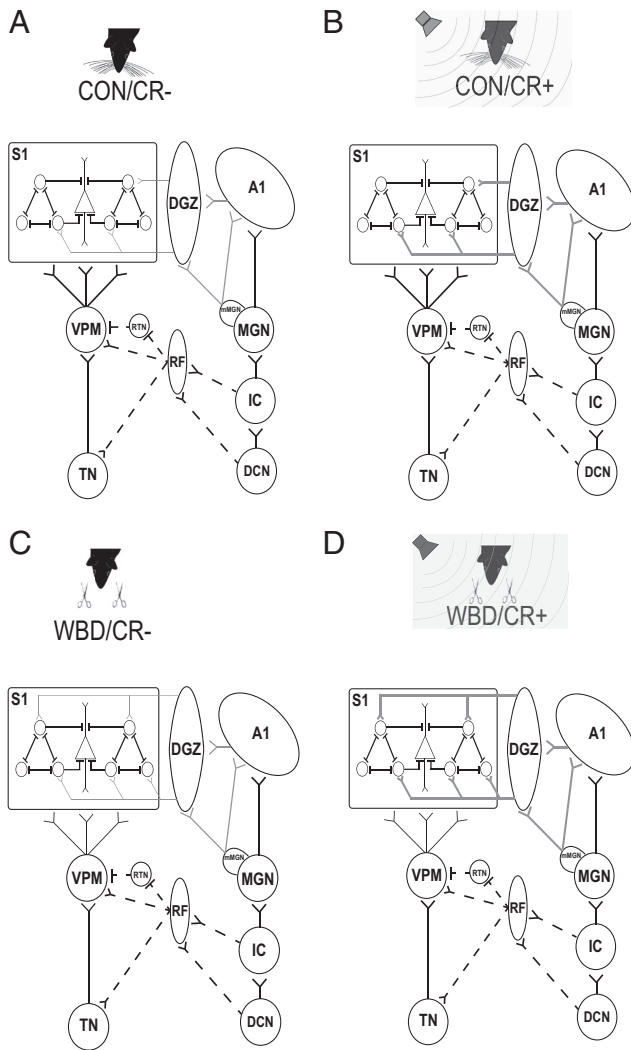 A
CON/CR-
S1
DGZ
A1
mMGN
VPM
RTN
MGN
RF
IC
TN
DCN
B
CON/CR+
S1
DGZ
A1
mMGN
VPM
RTN
MGN
RF
IC
TN
DCN
C
WBD/CR-
S1
DGZ
A1
mMGN
VPM
RTN
MGN
RF
IC
TN
DCN
D
WBD/CR+
S1
DGZ
A1
mMGN
VPM
RTN
MGN
RF
IC
TN
DCN